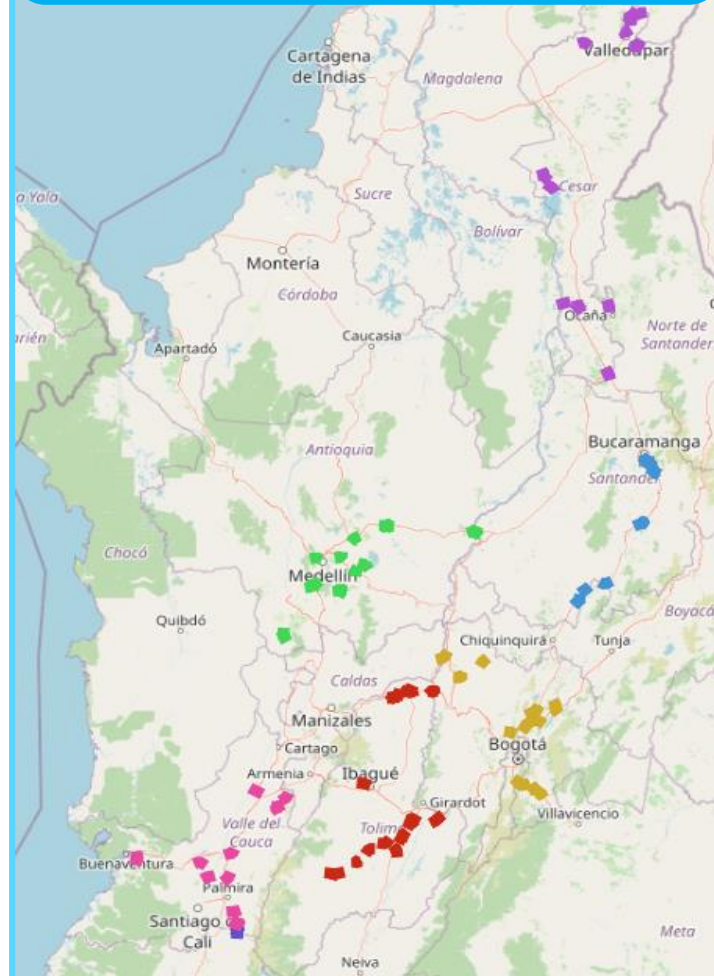 Cartagena
de Indias
Valledupar
Magdalena
a Yala
Sucre
Cesar
Bolívar
Montería
Córdoba
Ocaña
Norte de
Santander
arién
Apartadó
Caucasia
Bucaramanga
Antioquia
Santander
Chocó
Medellín
Quibdó
Boyacá
Chiquinquirá
Tunja
Caldas
Manizales
Cartago
Bogotá
Armenia
Ibagué
Girardot
Valle del
Cauca
Tolima
Villavicencio
Buenaventura
Palmira
Santiago
Cali
Meta
Neiva